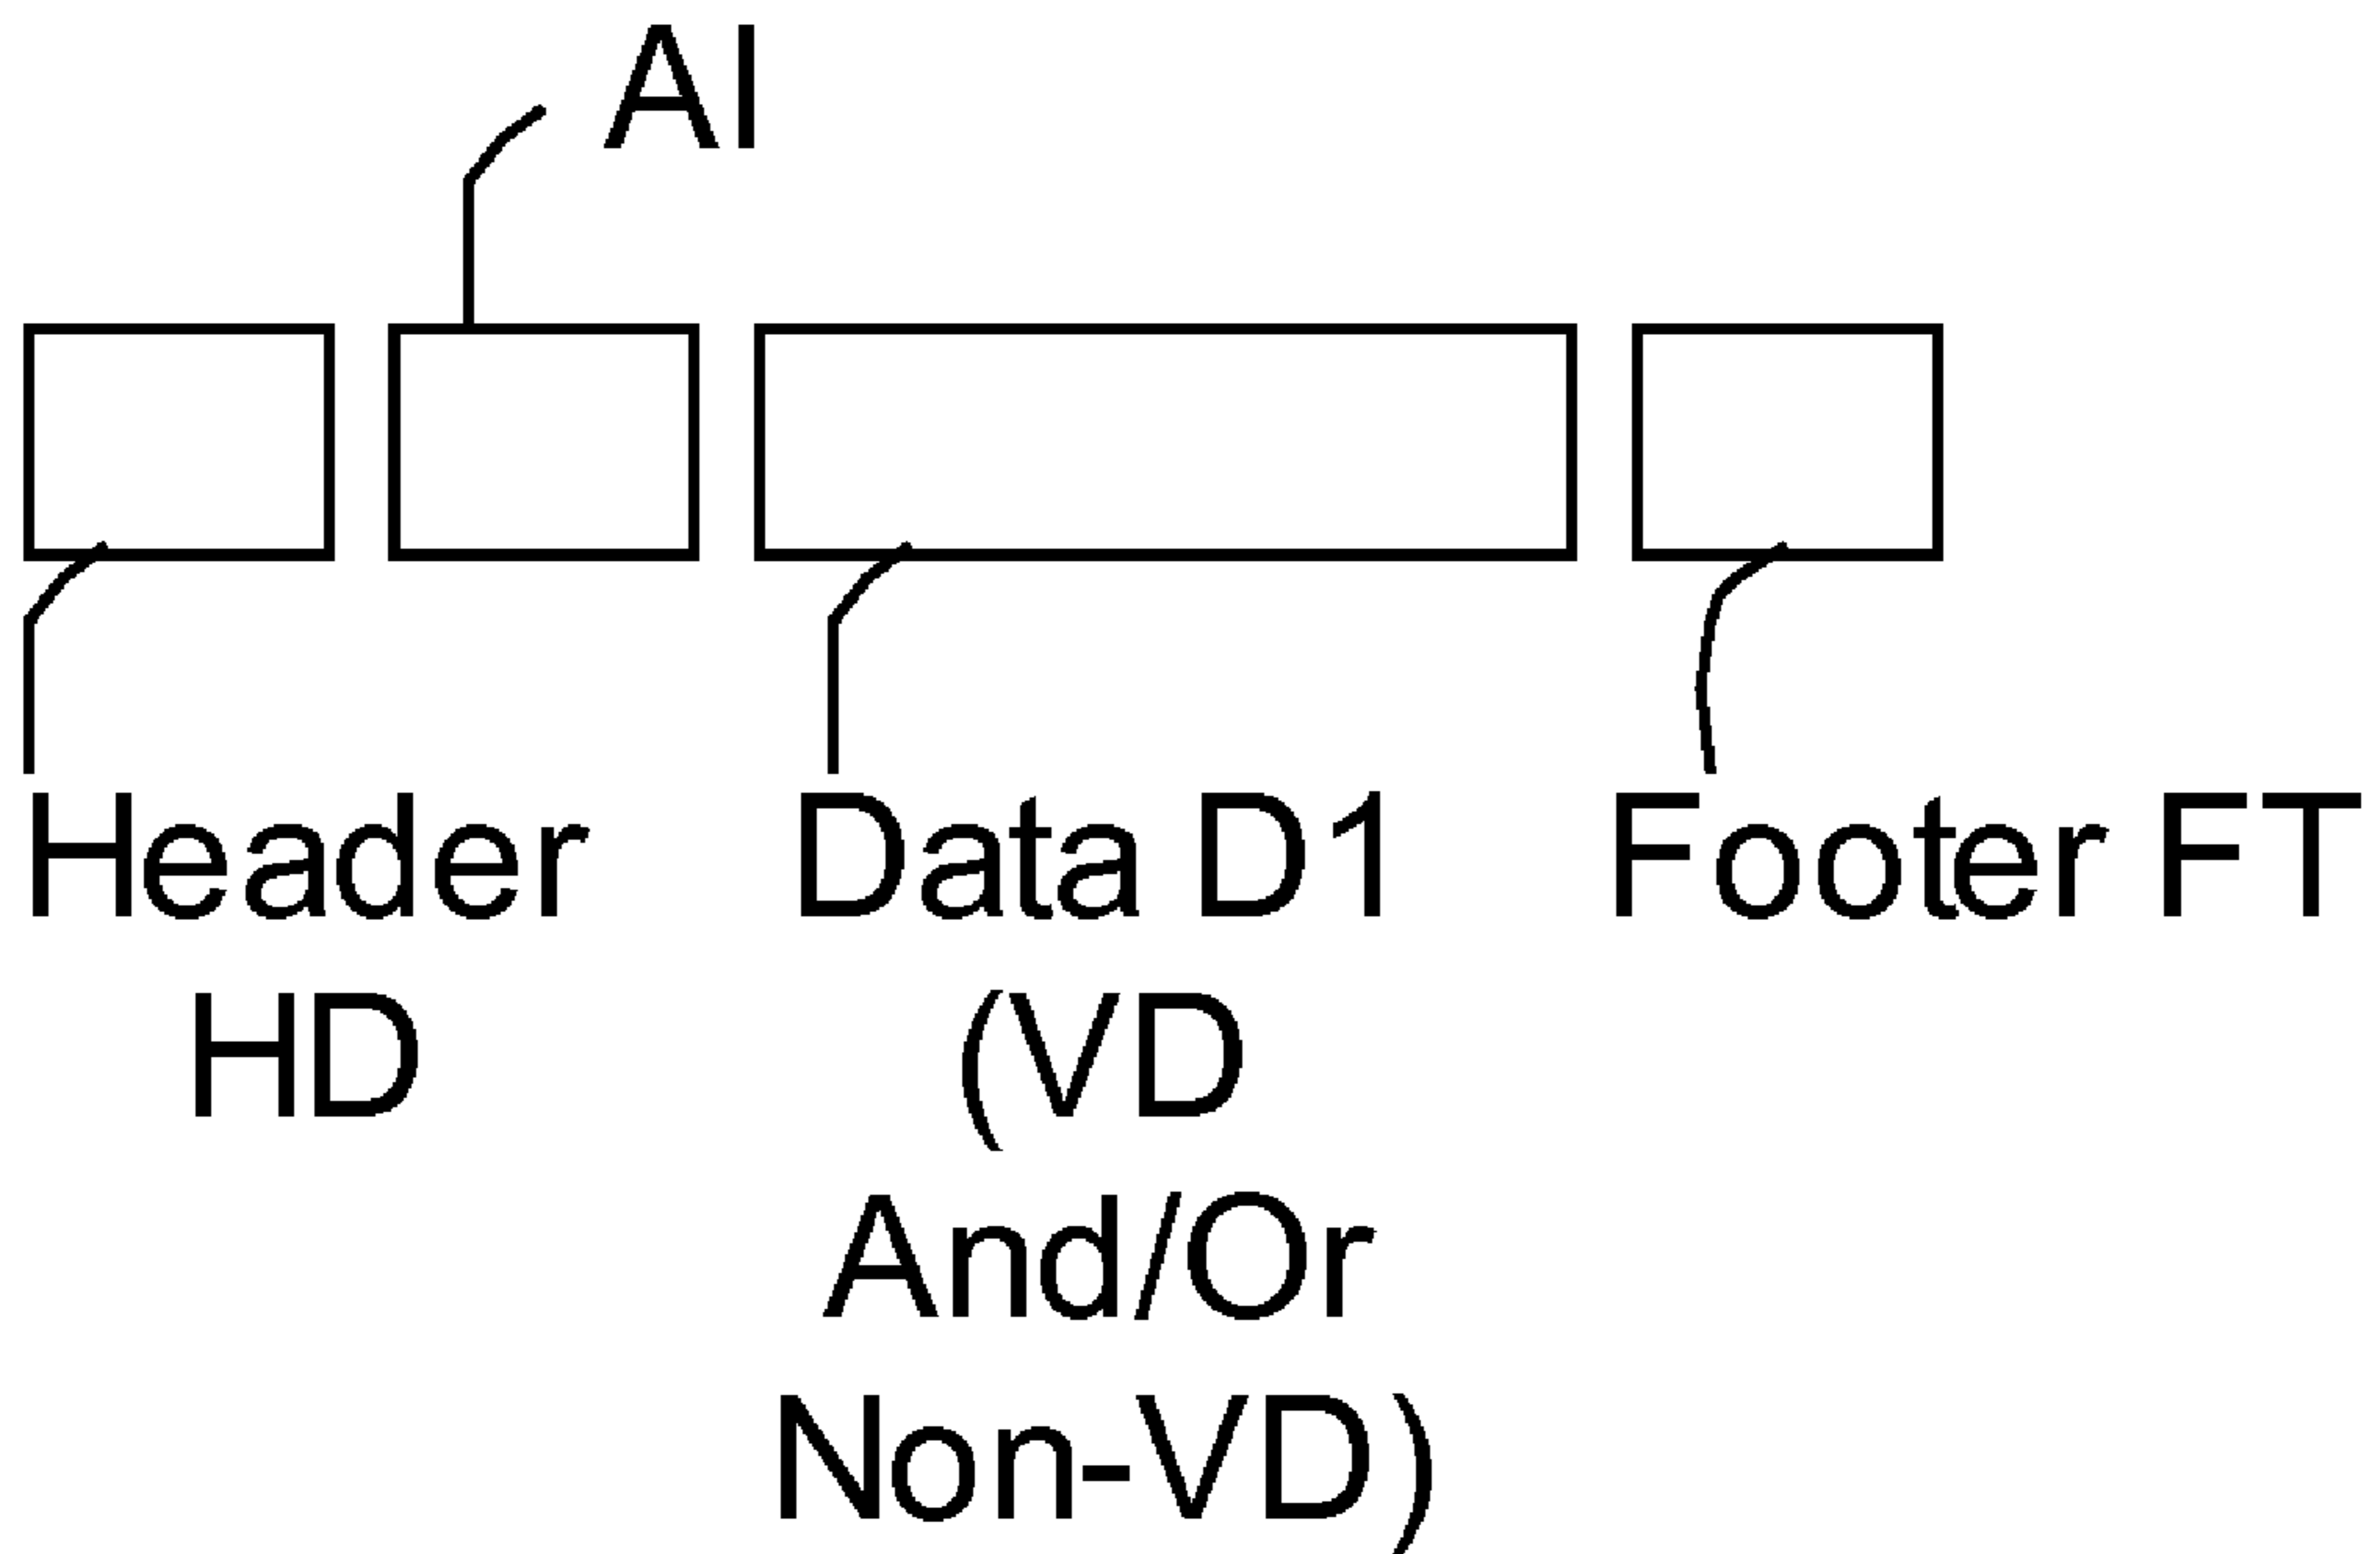 AI
Header
HD
Data D1
(VD
And/Or
Non-VD)
Footer FT